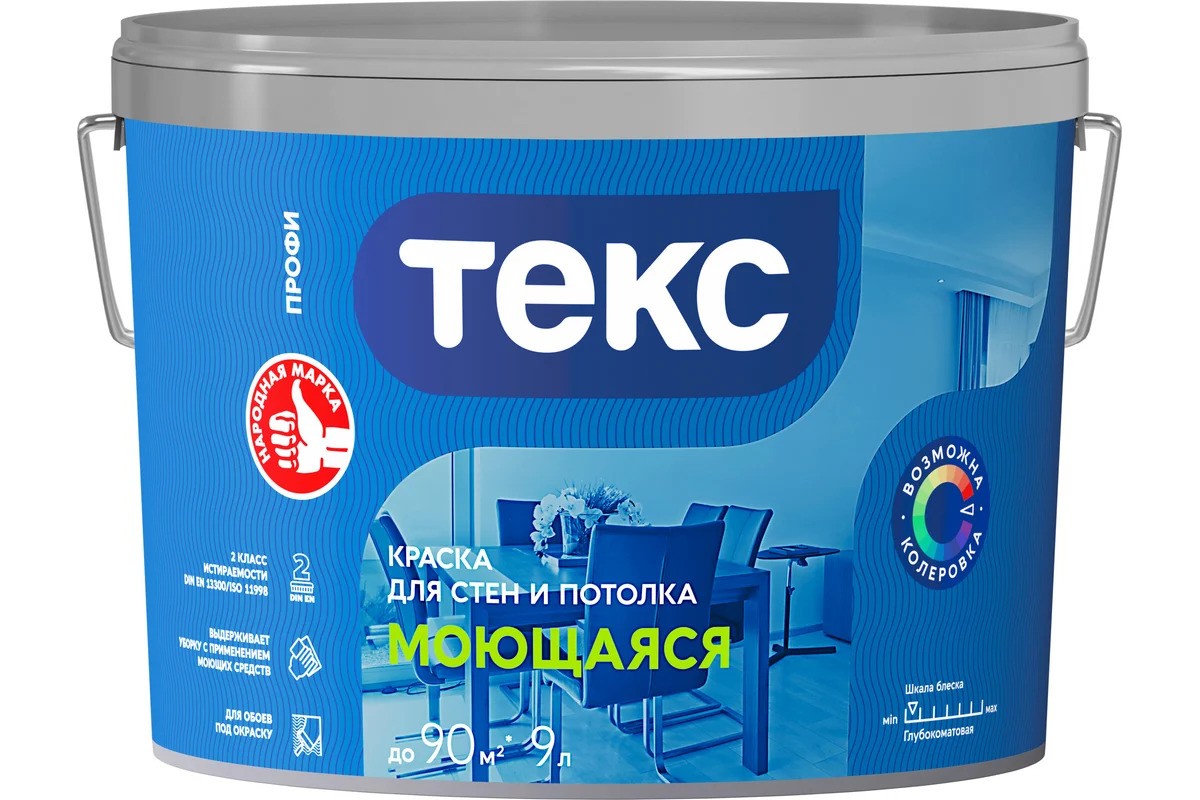 ПРОФИ
текс
НАРОДНАЯ МАРКА
ВОЗМОЖНА
КОЛЕРОВКА
2 КЛАСС
ИСТИРАЕМОСТИ
DIN EN 13300/ISO 11998
2
DIN EN
ВЫДЕРЖИВАЕТ
УБОРКУ С ПРИМЕНЕНИЕМ
МОЮЩИХ СРЕДСТВ
ДЛЯ ОБОЕВ
ПОД ОКРАСКУ
КРАСКА
ДЛЯ СТЕН И ПОТОЛКА
МОЮЩАЯСЯ
до 90 м²* 9 л
Шкала блеска
min max
Глубокоматовая